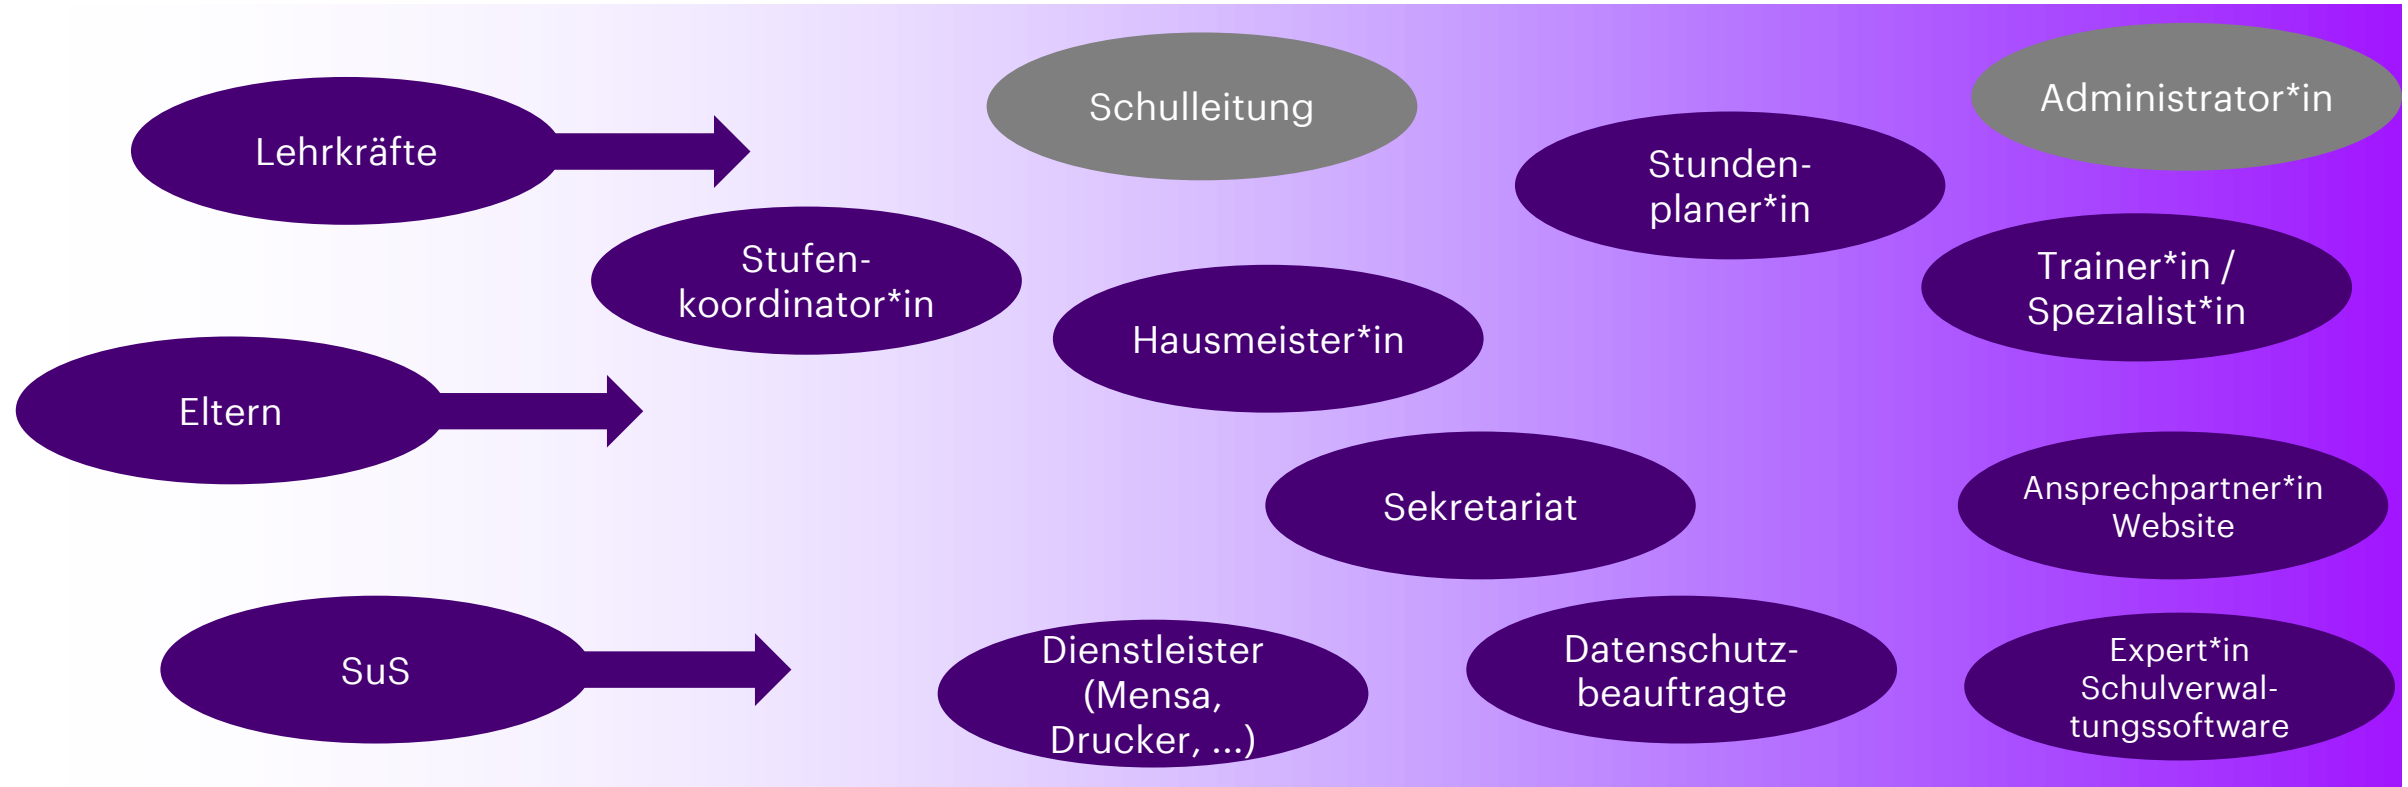 Lehrkräfte
Schulleitung
Stunden-
planer*in
Administrator*in
Stufen-
koordinator*in
Hausmeister*in
Trainer*in /
Spezialist*in
Eltern
Sekretariat
Ansprechpartner*in
Website
SuS
Dienstleister
(Mensa,
Drucker, ...)
Datenschutz-
beauftragte
Expert*in
Schulverwal-
tungssoftware